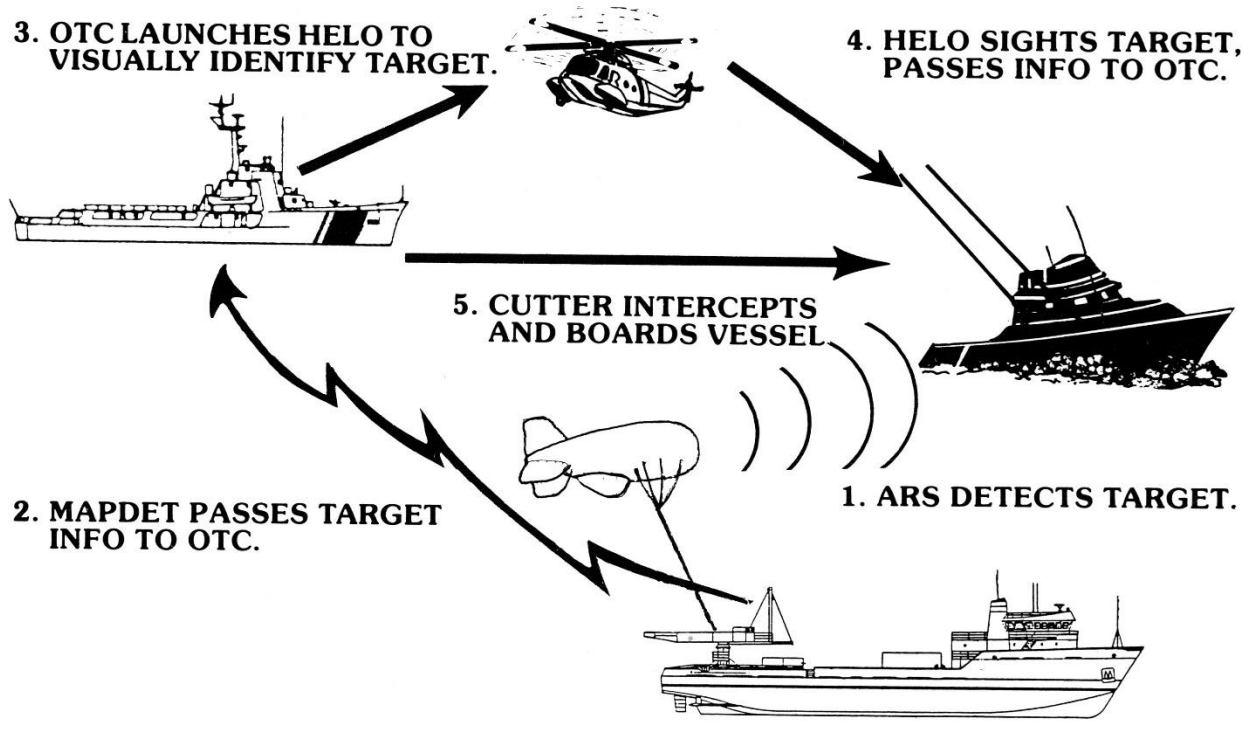 3. OTC LAUNCHES HELO TO
VISUALLY IDENTIFY TARGET.
4. HELO SIGHTS TARGET,
PASSES INFO TO OTC.
5. CUTTER INTERCEPTS
AND BOARDS VESSEL.
2. MAPDET PASSES TARGET
INFO TO OTC.
1. ARS DETECTS TARGET.